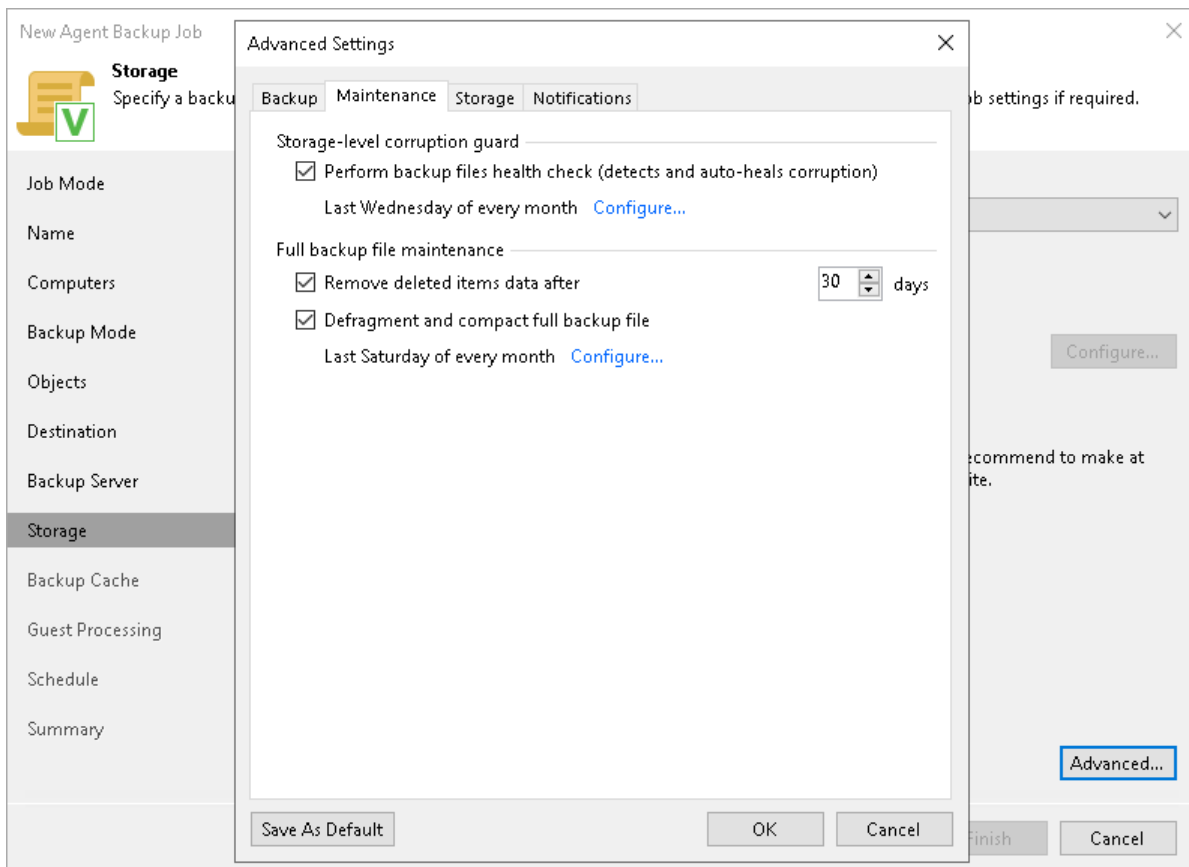 New Agent Backup Job
Storage
Specify a backu
b settings if required.
Job Mode
Name
Computers
Backup Mode
Objects
Destination
Backup Server
Storage
Backup Cache
Guest Processing
Schedule
Summary
Configure...
ecommend to make at
ite.
Advanced...
Finish
Cancel
Advanced Settings
Backup Maintenance Storage Notifications
Storage-level corruption guard
Perform backup files health check (detects and auto-heals corruption)
Last Wednesday of every month Configure...
Full backup file maintenance
Remove deleted items data after 30 days
Defragment and compact full backup file
Last Saturday of every month Configure...
Save As Default OK Cancel
V